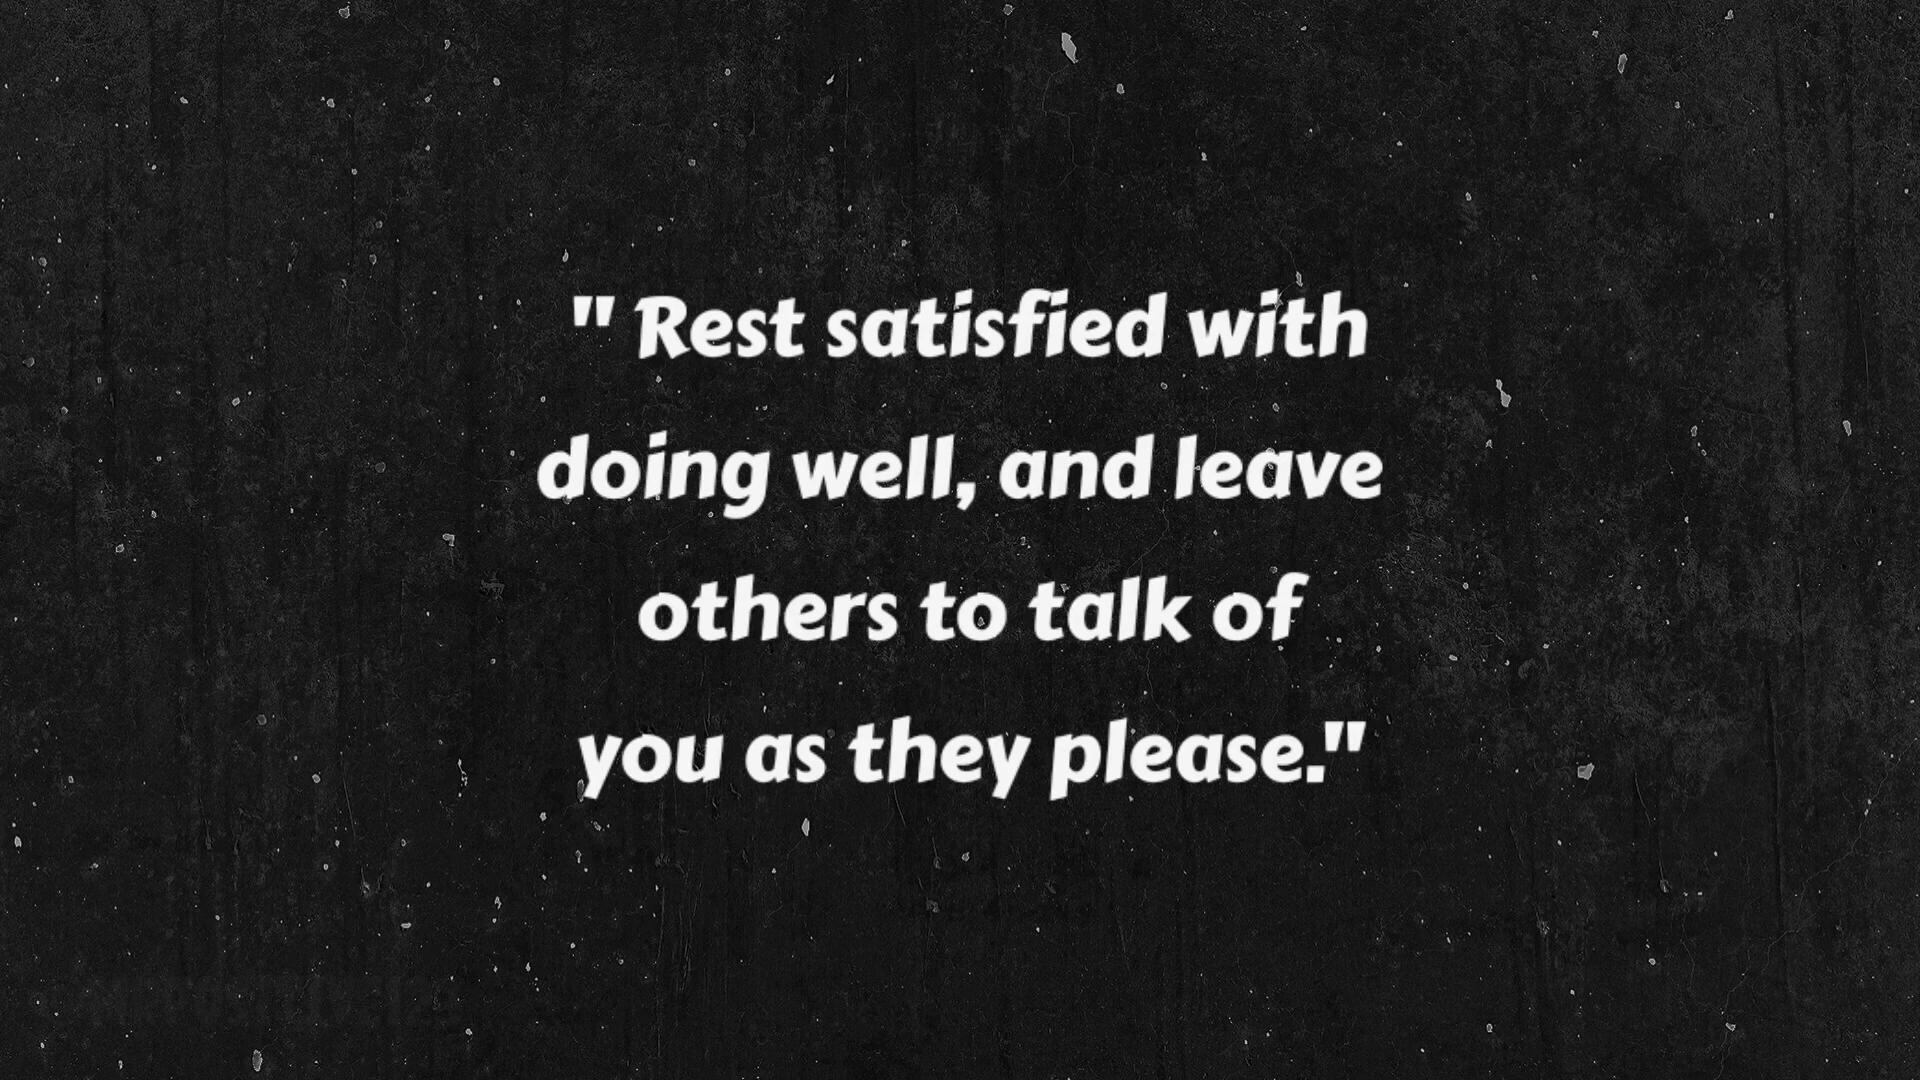 " Rest satisfied with
doing well, and leave
others to talk of
you as they please."